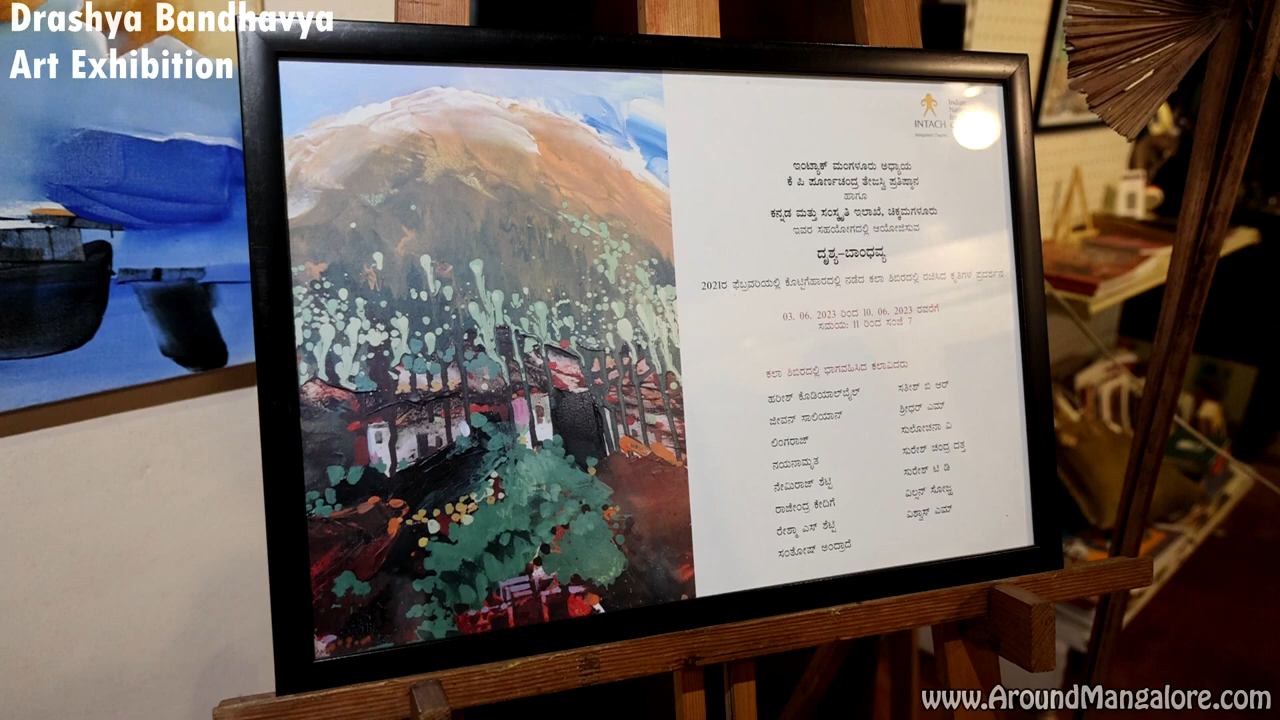 Drashya Bandhavya
Art Exhibition
INTACH
ಇಂಟ್ಯಾಕ್ ಮಂಗಳೂರು ಅಧ್ಯಾಯ
ಕೆ ಪಿ ಪೂರ್ಣಚಂದ್ರ ತೇಜಸ್ವಿ ಪ್ರತಿಷ್ಠಾನ
ಹಾಗೂ
ಕನ್ನಡ ಮತ್ತು ಸಂಸ್ಕೃತಿ ಇಲಾಖೆ, ಚಿಕ್ಕಮಗಳೂರು
ಇವರ ಸಹಯೋಗದಲ್ಲಿ ಆಯೋಜಿಸುವ
ದೃಶ್ಯ-ಬಾಂಧವ್ಯ
2021ರ ಫೆಬ್ರವರಿಯಲ್ಲಿ ಕೊಟ್ಟಿಗೆಹಾರದಲ್ಲಿ ನಡೆದ ಕಲಾ ಶಿಬಿರದಲ್ಲಿ ರಚಿಸಿದ ಕೃತಿಗಳ ಪ್ರದರ್ಶನ
03. 06. 2023 ರಿಂದ 10. 06. 2023 ರವರೆಗೆ
ಸಮಯ: 11 ರಿಂದ ಸಂಜೆ 7
ಕಲಾ ಶಿಬಿರದಲ್ಲಿ ಭಾಗವಹಿಸಿದ ಕಲಾವಿದರು
ಹರೀಶ್ ಕೊಡಿಯಾಲ್‌ಬೈಲ್
ಜೀವನ್ ಸಾಲಿಯಾನ್
ಲಿಂಗರಾಜ್
ನಯನಾಮೃತ
ನೇಮಿರಾಜ್ ಶೆಟ್ಟಿ
ರಾಜೇಂದ್ರ ಕೇದಿಗೆ
ರೇಶ್ಮಾ ಎಸ್ ಶೆಟ್ಟಿ
ಸಂತೋಷ್ ಅಂದ್ರಾದೆ
ಸತೀಶ್ ಬಿ ಆರ್
ಶ್ರೀಧರ್ ಎಮ್
ಸುಲೋಚನಾ ವಿ
ಸುರೇಶ್ ಚಂದ್ರ ದತ್ತ
ಸುರೇಶ್ ಟಿ ಡಿ
ವಿಲ್ಸನ್ ಸೋಜ್ಹ
ವಿಶ್ವಾಸ್ ಎಮ್
www.AroundMangalore.com